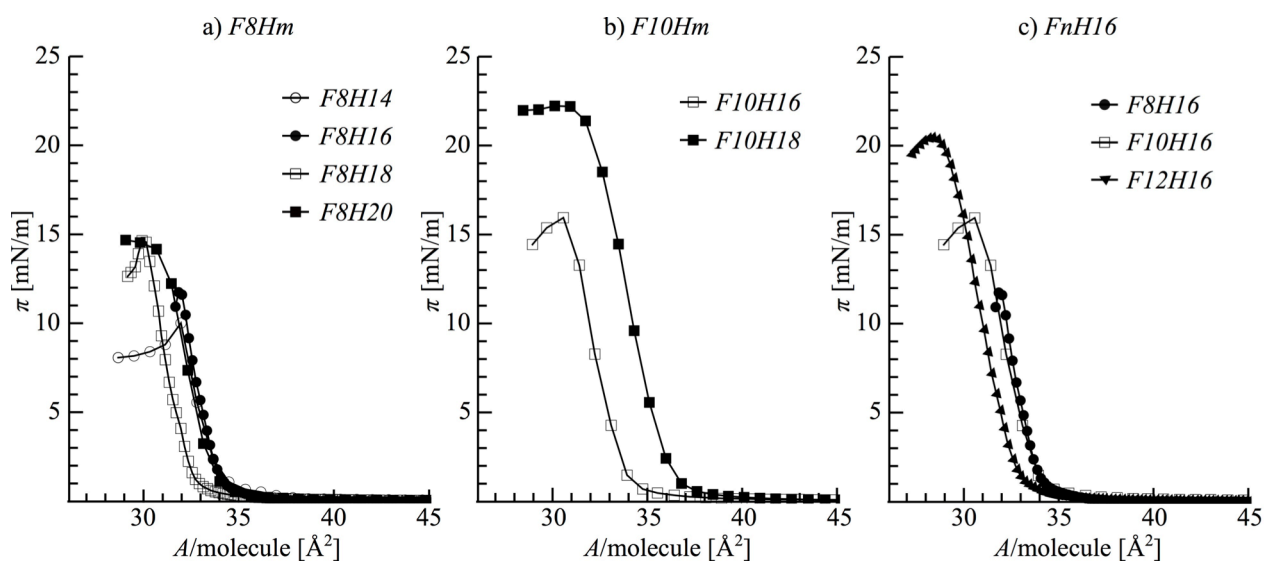 a) F8Hm
25
20
15
10
5
π [mN/m]
F8H14
F8H16
F8H18
F8H20
30
35
40
45
A/molecule [Å²]
b) F10Hm
25
20
15
10
5
π [mN/m]
F10H16
F10H18
30
35
40
45
A/molecule [Å²]
c) FnH16
25
20
15
10
5
π [mN/m]
F8H16
F10H16
F12H16
30
35
40
45
A/molecule [Å²]